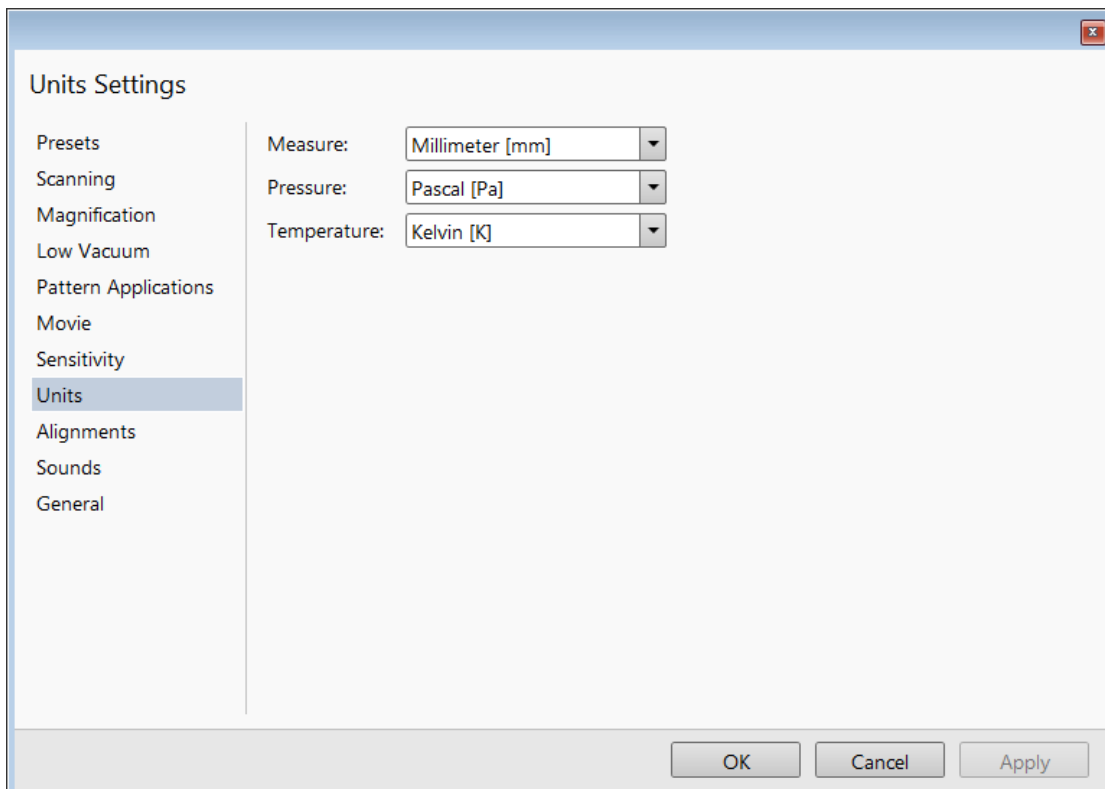 Units Settings
Presets
Scanning
Magnification
Low Vacuum
Pattern Applications
Movie
Sensitivity
Units
Alignments
Sounds
General
Measure: Millimeter [mm]
Pressure: Pascal [Pa]
Temperature: Kelvin [K]
OK Cancel Apply